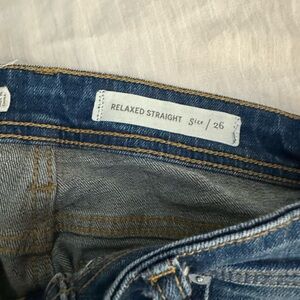 RELAXED STRAIGHT Size / 26